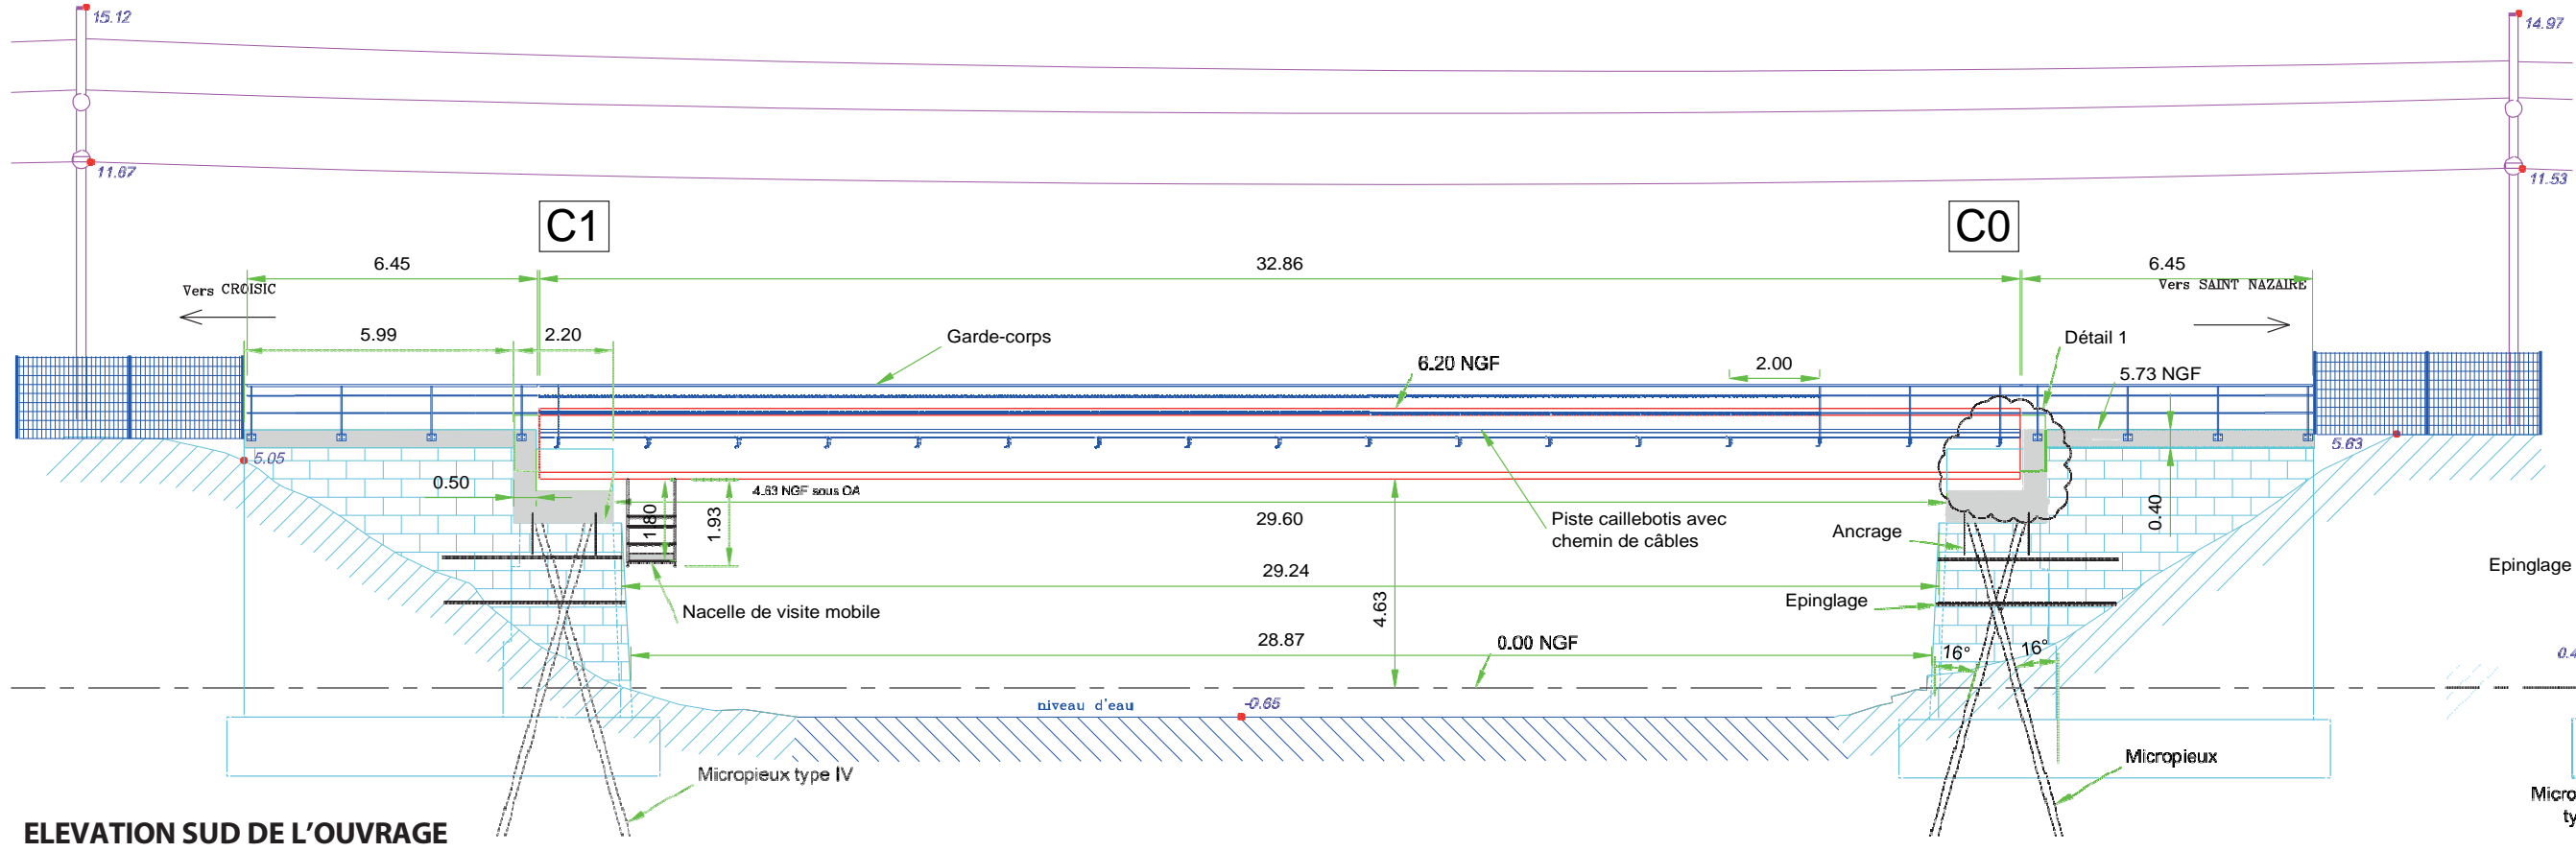 15.12
14.97
11.67
11.53
C1
C0
6.45
32.86
6.45
Vers CROISIC
Vers SAINT NAZAIRE
5.99
2.20
Garde-corps
6.20 NGF
2.00
Détail 1
5.73 NGF
5.05
5.63
0.50
4.63 NGF sous OA
1.80
1.93
29.60
Piste caillebotis avec
chemin de câbles
Ancrage
0.40
29.24
Epinglage
Epinglage
Nacelle de visite mobile
4.63
28.87
0.00 NGF
16°
16°
0.4
niveau d'eau
-0.65
Micropieux type IV
Micropieux
Micro
ty
ELEVATION SUD DE L'OUVRAGE